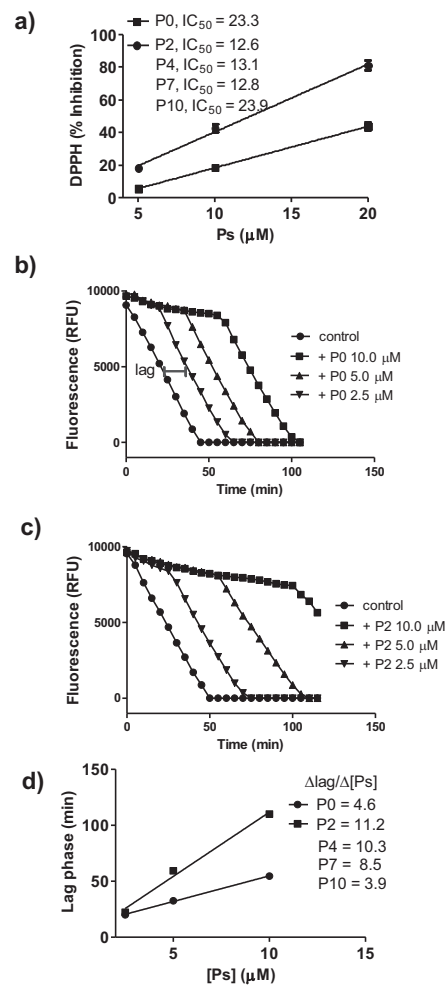 a)
P0, IC50 = 23.3
P2, IC50 = 12.6
P4, IC50 = 13.1
P7, IC50 = 12.8
P10, IC50 = 23.9
100
80
60
40
20
0
DPPH (% Inhibition)
5 10 15 20
Ps (μM)
b)
10000
5000
0
Fluorescence (RFU)
lag
control
+ P0 10.0 μM
+ P0 5.0 μM
+ P0 2.5 μM
0 50 100 150
Time (min)
c)
10000
5000
0
Fluorescence (RFU)
control
+ P2 10.0 μM
+ P2 5.0 μM
+ P2 2.5 μM
0 50 100 150
Time (min)
d)
150
100
50
0
Lag phase (min)
Δlag/Δ[Ps]
P0 = 4.6
P2 = 11.2
P4 = 10.3
P7 = 8.5
P10 = 3.9
5 10 15
[Ps] (μM)